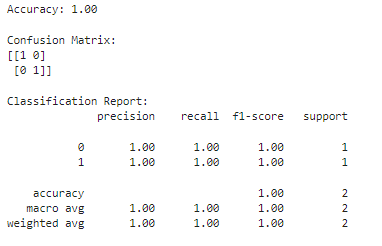 Accuracy: 1.00
Confusion Matrix:
[[1 0]
 [0 1]]
Classification Report:
              precision    recall  f1-score   support
           0       1.00      1.00      1.00         1
           1       1.00      1.00      1.00         1
    accuracy                           1.00         2
   macro avg       1.00      1.00      1.00         2
weighted avg       1.00      1.00      1.00         2